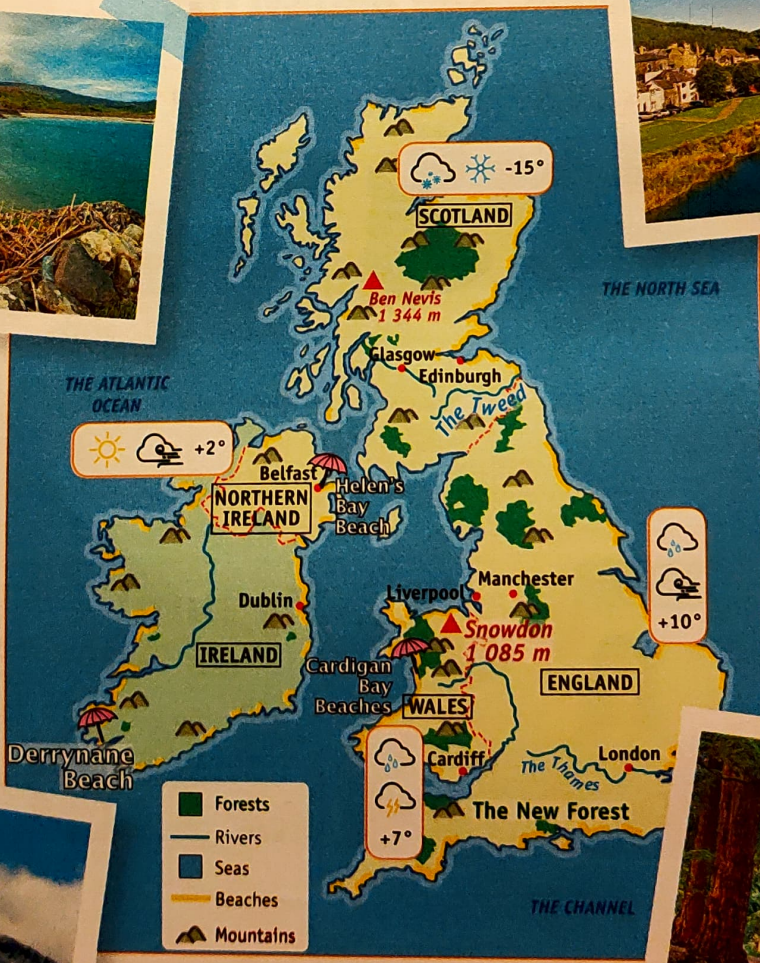 -15°
SCOTLAND
THE NORTH SEA
Ben Nevis
1 344 m
Glasgow
Edinburgh
THE ATLANTIC
OCEAN
The Tweed
+2°
Belfast
Helen's
Bay
Beach
NORTHERN
IRELAND
Dublin
Liverpool
Manchester
+10°
Snowdon
1 085 m
IRELAND
Cardigan
Bay
Beaches
ENGLAND
WALES
Derrynane
Beach
Cardiff
The Thames
London
+7°
The New Forest
Forests
Rivers
Seas
Beaches
Mountains
THE CHANNEL